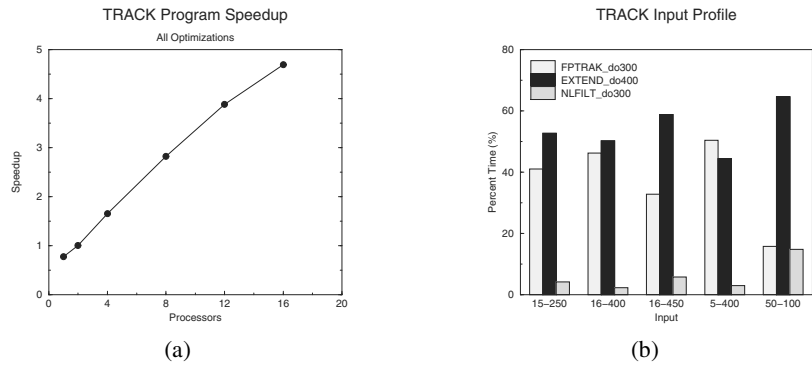 TRACK Program Speedup
All Optimizations
5
4
3
2
1
0
Speedup
0 4 8 12 16 20
Processors
(a)
TRACK Input Profile
80
60
40
20
0
Percent Time (%)
FPTRAK_do300
EXTEND_do400
NLFILT_do300
15−250 16−400 16−450 5−400 50−100
Input
(b)